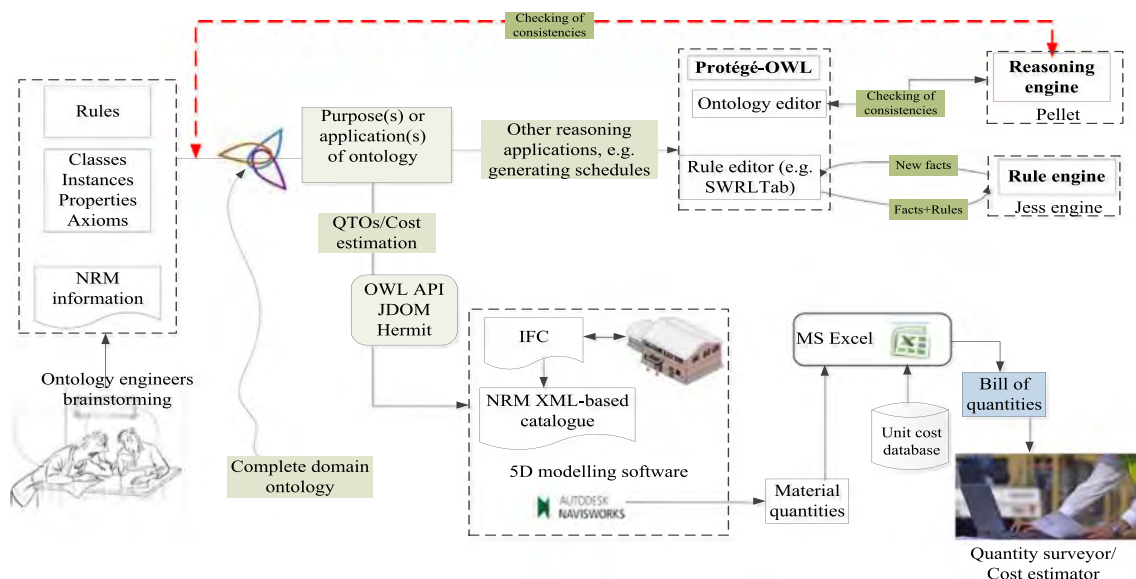 Checking of
consistencies
Rules
Classes
Instances
Properties
Axioms
NRM
information
Ontology engineers
brainstorming
Purpose(s) or
application(s)
of ontology
Other reasoning
applications, e.g.
generating schedules
Protégé-OWL
Ontology editor
Rule editor (e.g.
SWRLTab)
Checking of
consistencies
Reasoning
engine
Pellet
New facts
Facts+Rules
Rule engine
Jess engine
QTOs/Cost
estimation
OWL API
JDOM
Hermit
Complete domain
ontology
IFC
NRM XML-based
catalogue
5D modelling software
AUTODESK
NAVISWORKS
Material
quantities
MS Excel
X
Unit cost
database
Bill of
quantities
Quantity surveyor/
Cost estimator